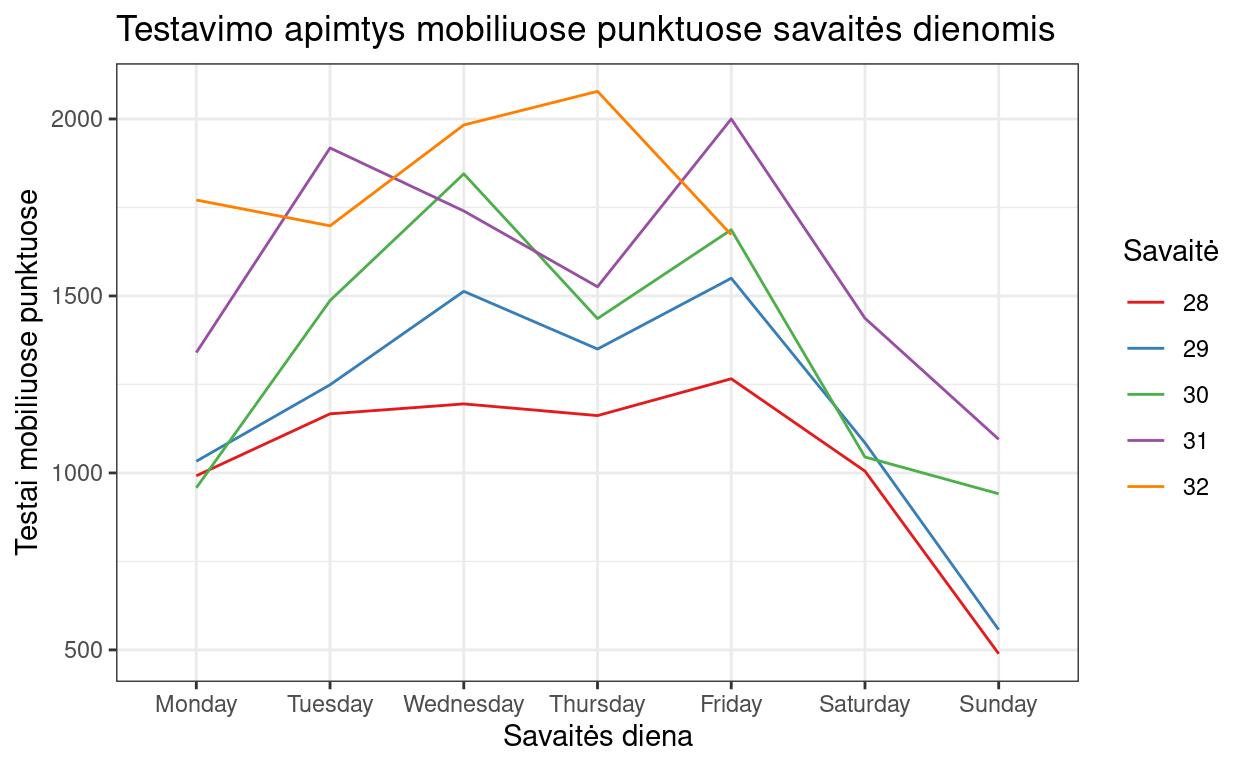 Testavimo apimtys mobiliuose punktuose savaitės dienomis
Testai mobiliuose punktuose
2000
1500
1000
500
Monday Tuesday Wednesday Thursday Friday Saturday Sunday
Savaitės diena
Savaitė
28
29
30
31
32